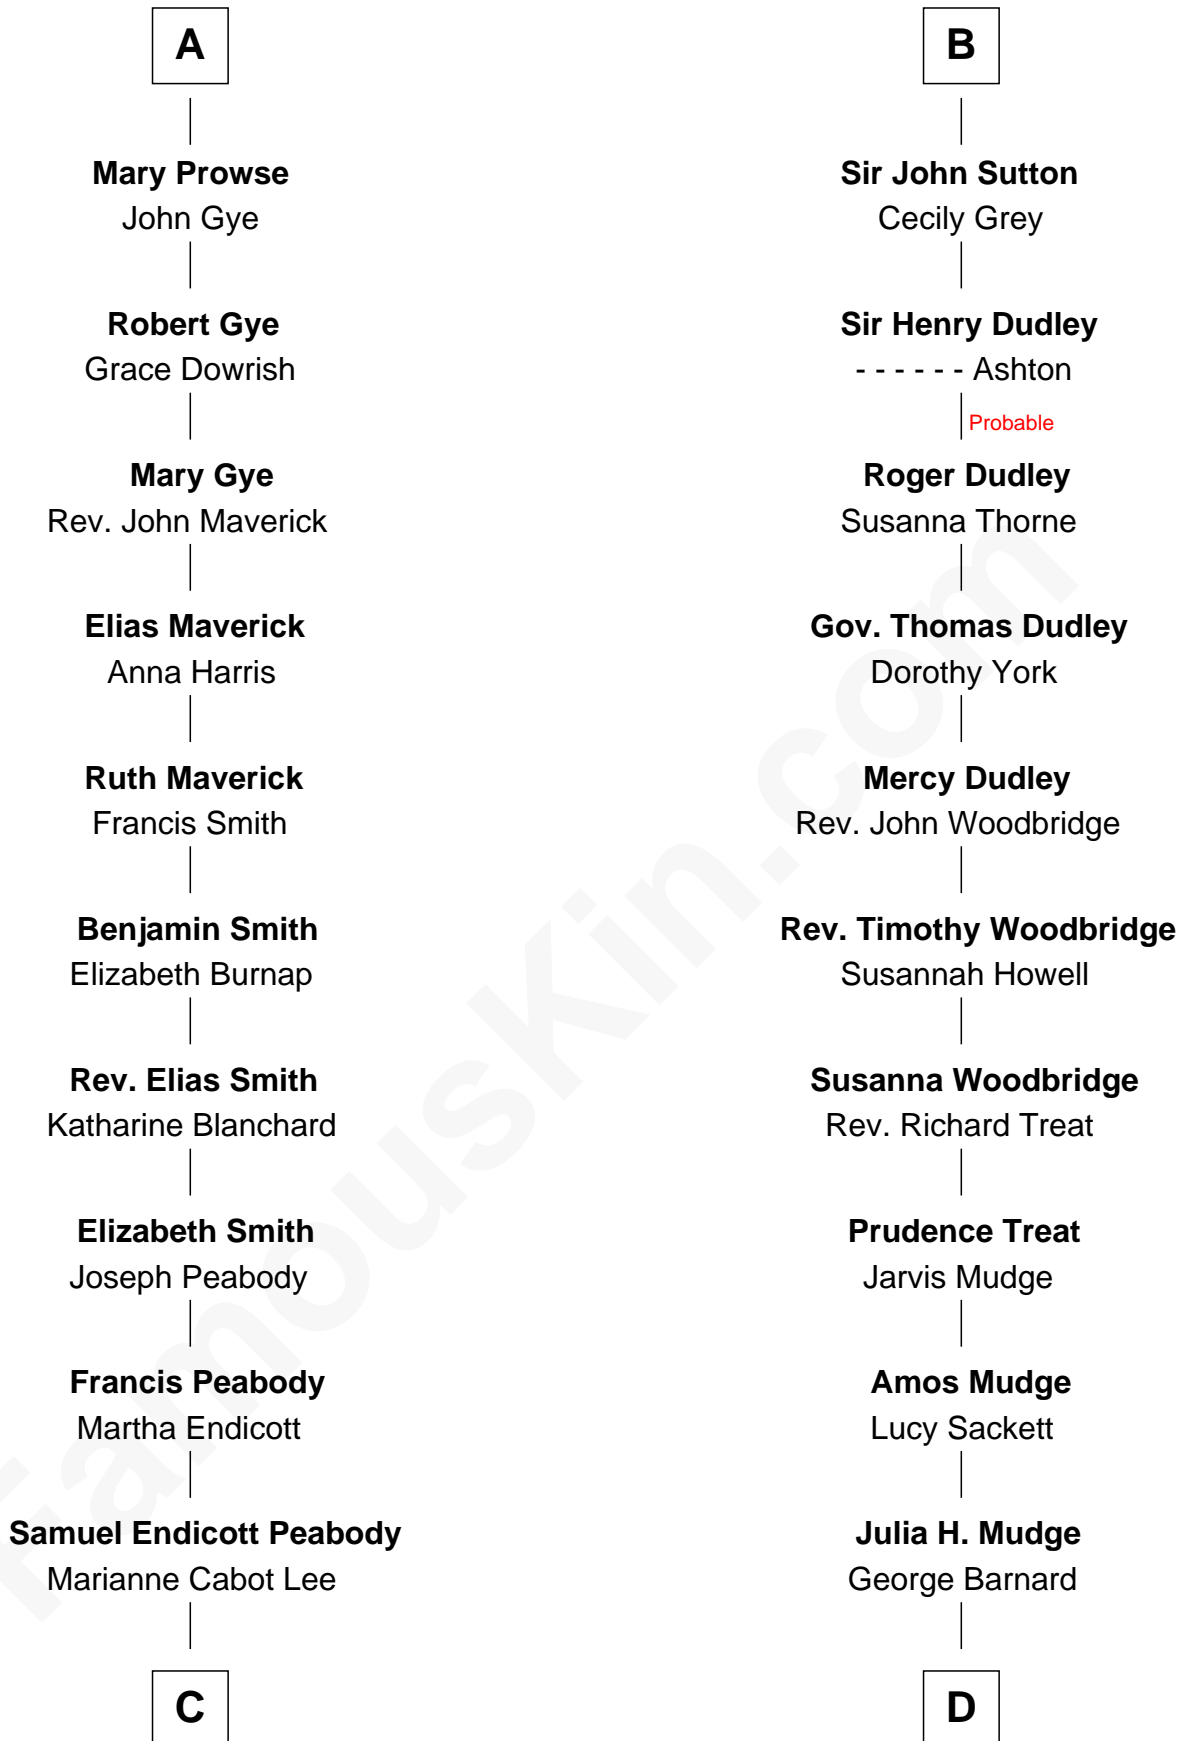 A
Mary Prowse
John Gye
Robert Gye
Grace Dowrish
Mary Gye
Rev. John Maverick
Elias Maverick
Anna Harris
Ruth Maverick
Francis Smith
Benjamin Smith
Elizabeth Burnap
Rev. Elias Smith
Katharine Blanchard
Elizabeth Smith
Joseph Peabody
Francis Peabody
Martha Endicott
Samuel Endicott Peabody
Marianne Cabot Lee
C
B
Sir John Sutton
Cecily Grey
Sir Henry Dudley
- - - - - - Ashton
Probable
Roger Dudley
Susanna Thorne
Gov. Thomas Dudley
Dorothy York
Mercy Dudley
Rev. John Woodbridge
Rev. Timothy Woodbridge
Susannah Howell
Susanna Woodbridge
Rev. Richard Treat
Prudence Treat
Jarvis Mudge
Amos Mudge
Lucy Sackett
Julia H. Mudge
George Barnard
D
FamousKin.com